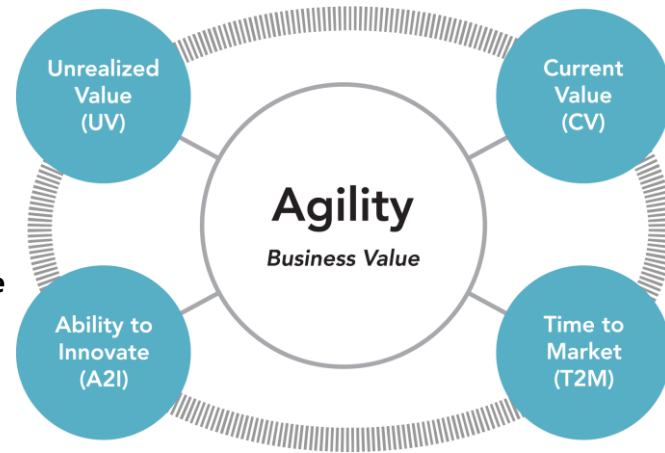 Unrealized
Value
(UV)
Current
Value
(CV)
Agility
Business Value
e
Ability to
Innovate
(A2I)
Time to
Market
(T2M)